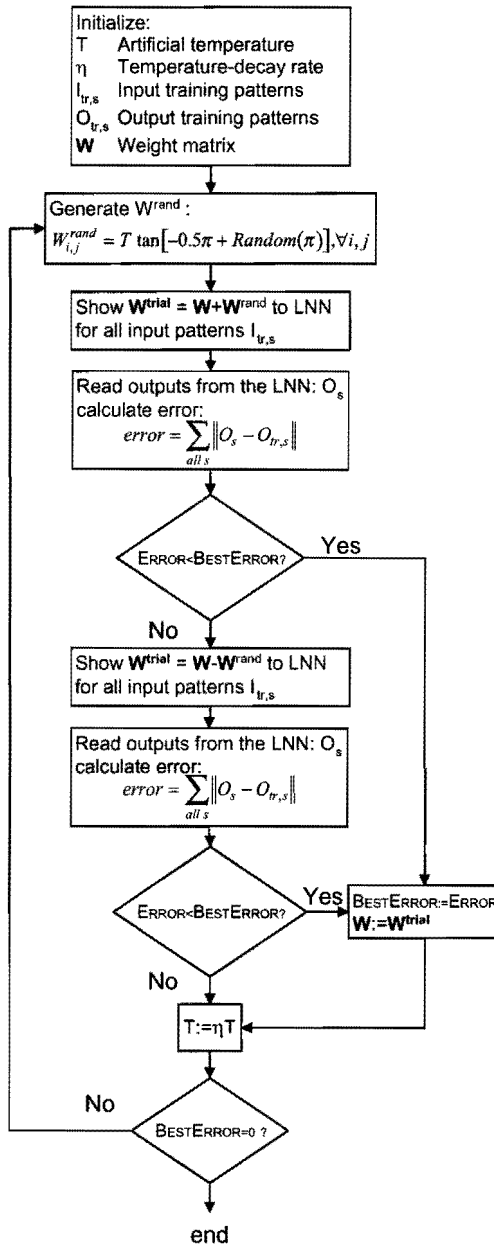 Initialize:
T Artificial temperature
η Temperature-decay rate
I_tr,s Input training patterns
O_tr,s Output training patterns
W Weight matrix
Generate W^rand :
W_i,j^rand = T tan[-0.5π + Random(π)],∀i, j
Show W^trial = W+W^rand to LNN
for all input patterns I_tr,s
Read outputs from the LNN: O_s
calculate error:
error = ∑_all s ‖O_s − O_tr,s‖
ERROR<BESTERROR?
Yes
No
Show W^trial = W-W^rand to LNN
for all input patterns I_tr,s
Read outputs from the LNN: O_s
calculate error:
error = ∑_all s ‖O_s − O_tr,s‖
ERROR<BESTERROR?
Yes
BESTERROR:=ERROR
W:=W^trial
No
T:=ηT
No
BESTERROR=0 ?
end